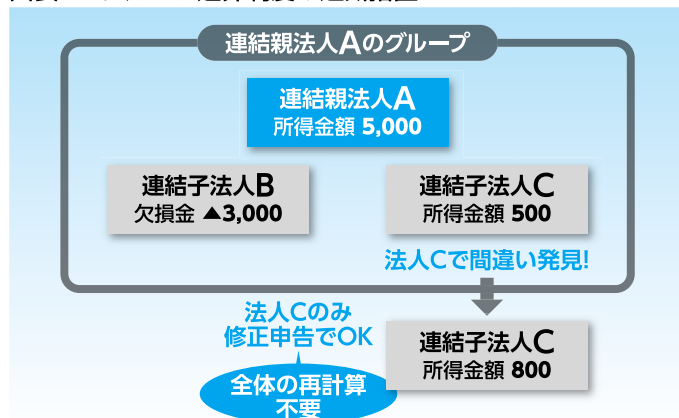 連結親法人Aのグループ
連結親法人A
所得金額 5,000
連結子法人B
欠損金 ▲3,000
連結子法人C
所得金額 500
法人Cで間違い発見!
法人Cのみ
修正申告でOK
全体の再計算
不要
連結子法人C
所得金額 800